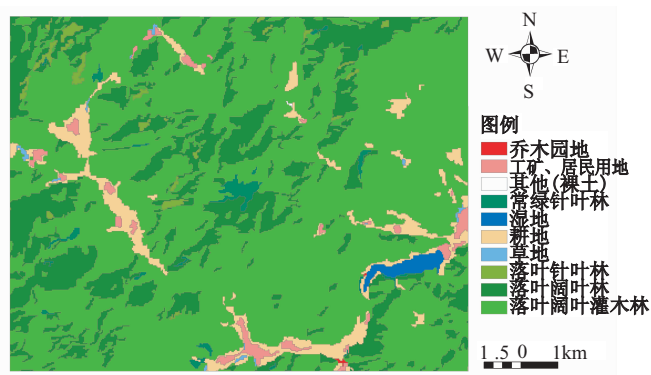 N
W E
S
图例
乔木园地
工矿、居民用地
其他(裸土)
常绿针叶林
湿地
耕地
草地
落叶针叶林
落叶阔叶林
落叶阔叶灌木林
1 .5 0 1km